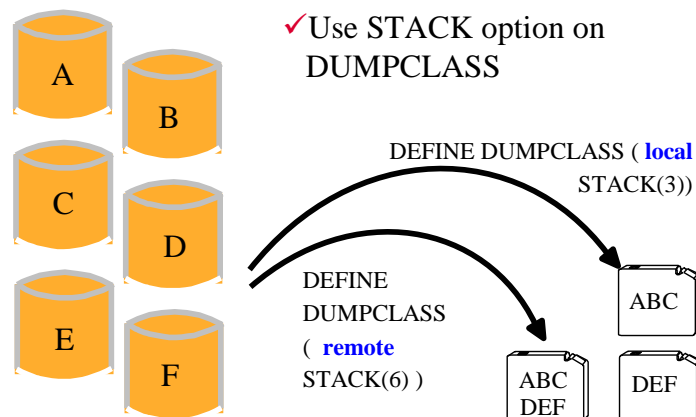 ✓Use STACK option on
DUMPCLASS
A
B
C
D
E
F
DEFINE DUMPCLASS ( local
STACK(3))
DEFINE
DUMPCLASS
( remote
STACK(6) )
ABC
ABC
DEF
DEF